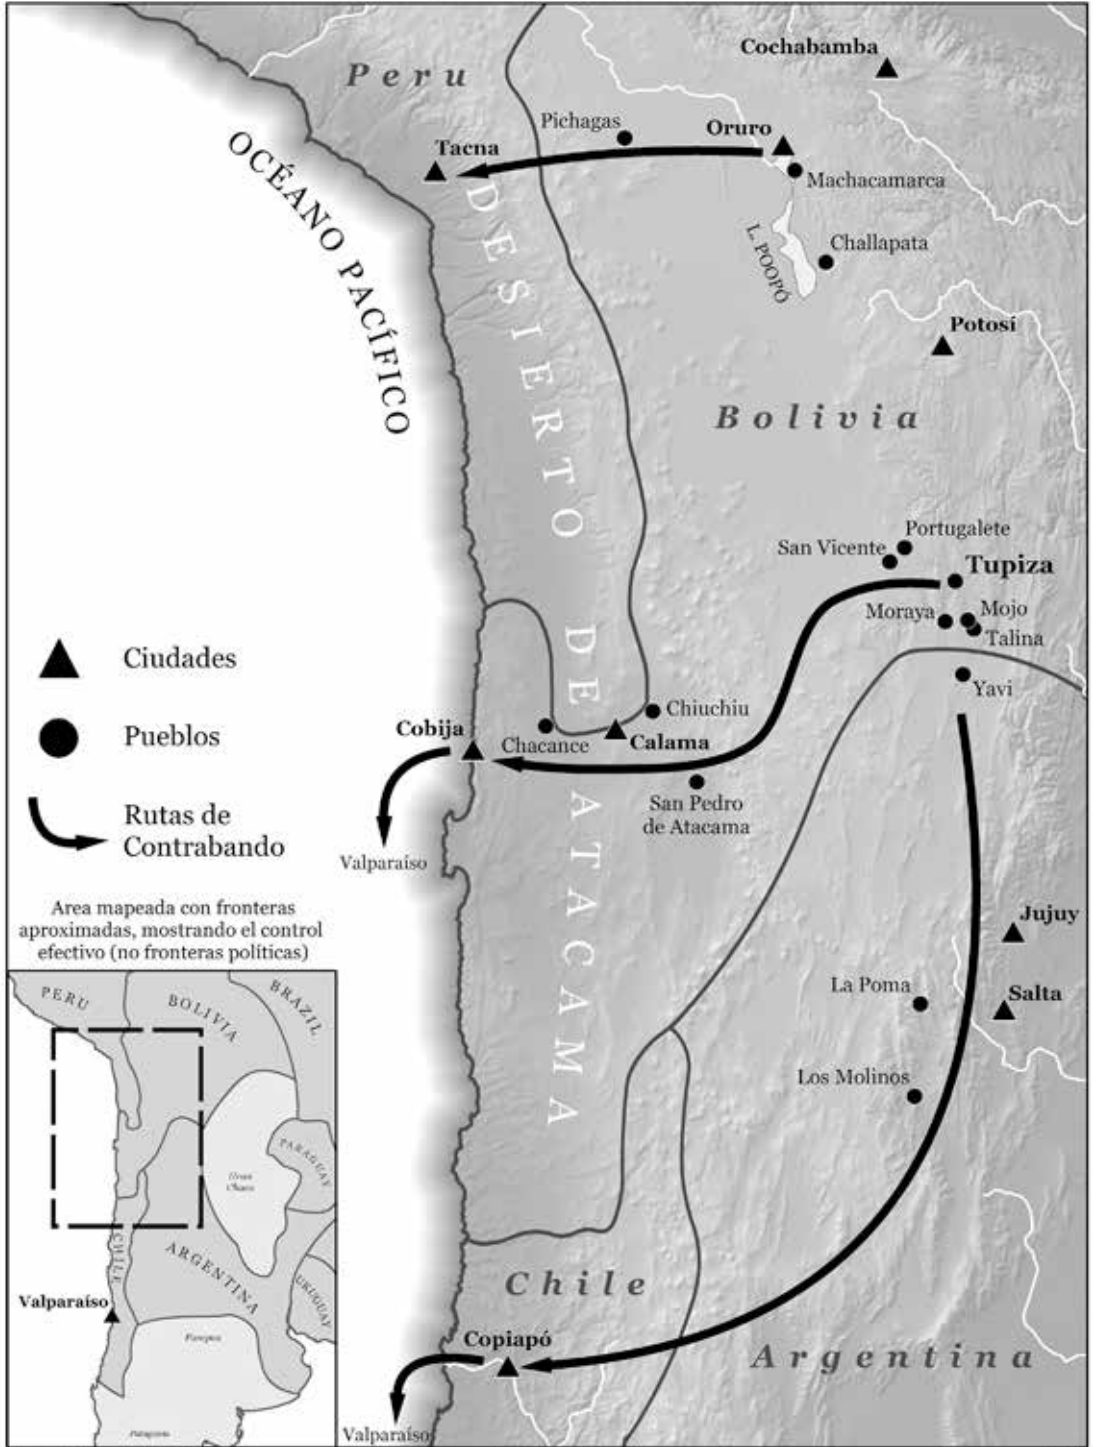 Cochabamba
Peru
Pichagas
Oruro
Tacna
Machacamarca
OCÉANO PACÍFICO
L. POOPÓ
Challapata
Potosí
Bolivia
DESIERTO DE ATACAMA
Portugalete
San Vicente
Tupiza
Moraya
Mojo
Talina
Yavi
Ciudades
Pueblos
Rutas de
Contrabando
Chiuchiu
Cobija
Chacance
Calama
San Pedro
de Atacama
Valparaíso
Area mapeada con fronteras
aproximadas, mostrando el control
efectivo (no fronteras políticas)
Jujuy
La Poma
Salta
Los Molinos
PERU
BOLIVIA
BRAZIL
PARAGUAY
Gran
Chaco
CHILE
ARGENTINA
URUGUAY
Valparaíso
Pampas
Patagonia
Chile
Copiapó
Argentina
Valparaíso